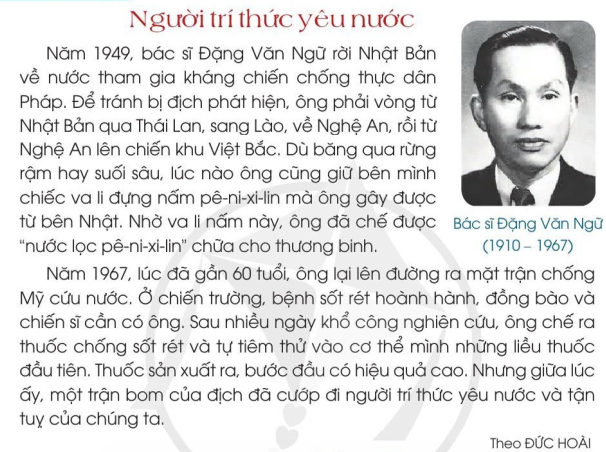 Người trí thức yêu nước
Năm 1949, bác sĩ Đặng Văn Ngữ rời Nhật Bản
về nước tham gia kháng chiến chống thực dân
Pháp. Để tránh bị địch phát hiện, ông phải vòng từ
Nhật Bản qua Thái Lan, sang Lào, về Nghệ An, rồi từ
Nghệ An lên chiến khu Việt Bắc. Dù băng qua rừng
rậm hay suối sâu, lúc nào ông cũng giữ bên mình
chiếc va li đựng nấm pê-ni-xi-lin mà ông gây được
từ bên Nhật. Nhờ va li nấm này, ông đã chế được
“nước lọc pê-ni-xi-lin” chữa cho thương binh.
Bác sĩ Đặng Văn Ngữ
(1910 – 1967)
Năm 1967, lúc đã gần 60 tuổi, ông lại lên đường ra mặt trận chống
Mỹ cứu nước. Ở chiến trường, bệnh sốt rét hoành hành, đồng bào và
chiến sĩ cần có ông. Sau nhiều ngày khổ công nghiên cứu, ông chế ra
thuốc chống sốt rét và tự tiêm thử vào cơ thể mình những liều thuốc
đầu tiên. Thuốc sản xuất ra, bước đầu có hiệu quả cao. Nhưng giữa lúc
ấy, một trận bom của địch đã cướp đi người trí thức yêu nước và tận
tuỵ của chúng ta.
Theo ĐỨC HOÀI